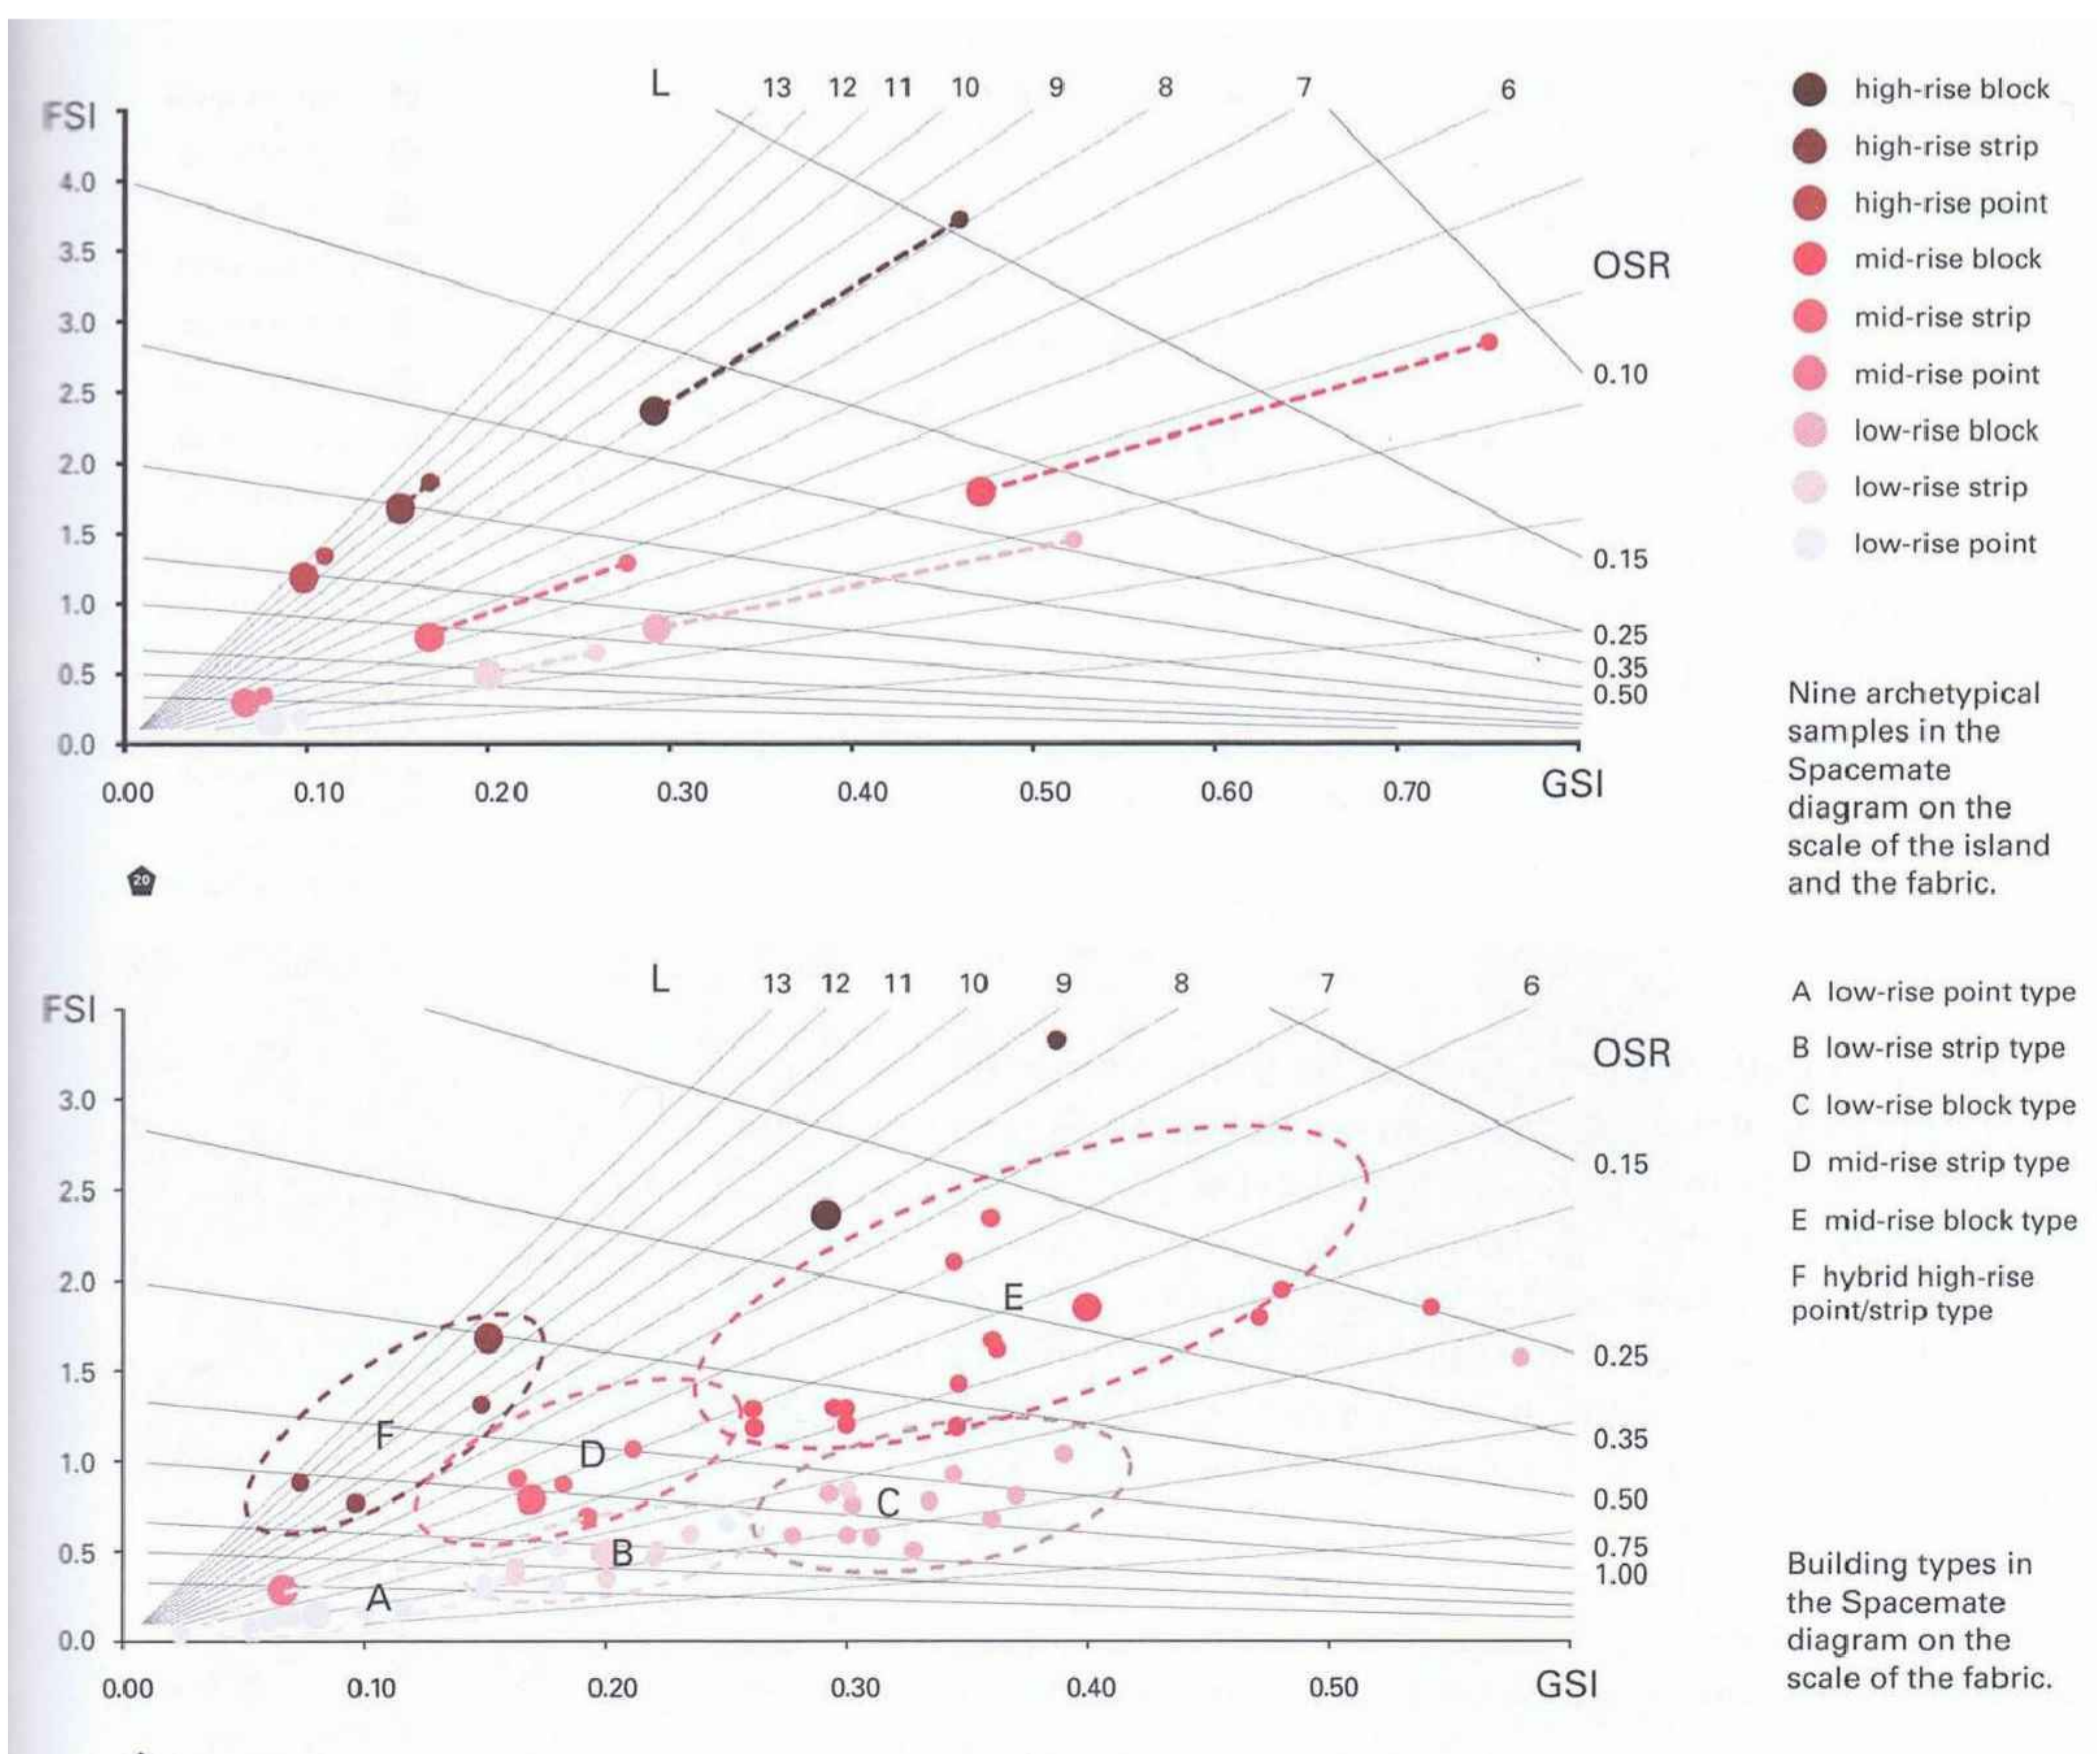 L 13 12 11 10 9 8 7 6
FSI
4.0
3.5
3.0
2.5
2.0
1.5
1.0
0.5
0.0
0.00 0.10 0.20 0.30 0.40 0.50 0.60 0.70 GSI
OSR
0.10
0.15
0.25
0.35
0.50
high-rise block
high-rise strip
high-rise point
mid-rise block
mid-rise strip
mid-rise point
low-rise block
low-rise strip
low-rise point
Nine archetypical
samples in the
Spacemate
diagram on the
scale of the island
and the fabric.
20
L 13 12 11 10 9 8 7 6
FSI
3.0
2.5
2.0
1.5
1.0
0.5
0.0
0.00 0.10 0.20 0.30 0.40 0.50 GSI
E
F
D
C
B
A
OSR
0.15
0.25
0.35
0.50
0.75
1.00
A low-rise point type
B low-rise strip type
C low-rise block type
D mid-rise strip type
E mid-rise block type
F hybrid high-rise
point/strip type
Building types in
the Spacemate
diagram on the
scale of the fabric.